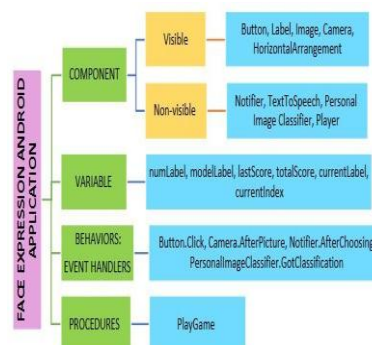 FACE EXPRESSION ANDROID
APPLICATION
COMPONENT
Visible
Button, Label, Image, Camera,
HorizontalArrangement
Non-visible
Notifier, TextToSpeech, Personal
Image Classifier, Player
VARIABLE
numLabel, modelLabel, lastScore, totalScore, currentLabel,
currentIndex
BEHAVIORS:
EVENT HANDLERS
Button.Click, Camera.AfterPicture, Notifier.AfterChoosing
PersonalImageClassifier.GotClassification
PROCEDURES
PlayGame